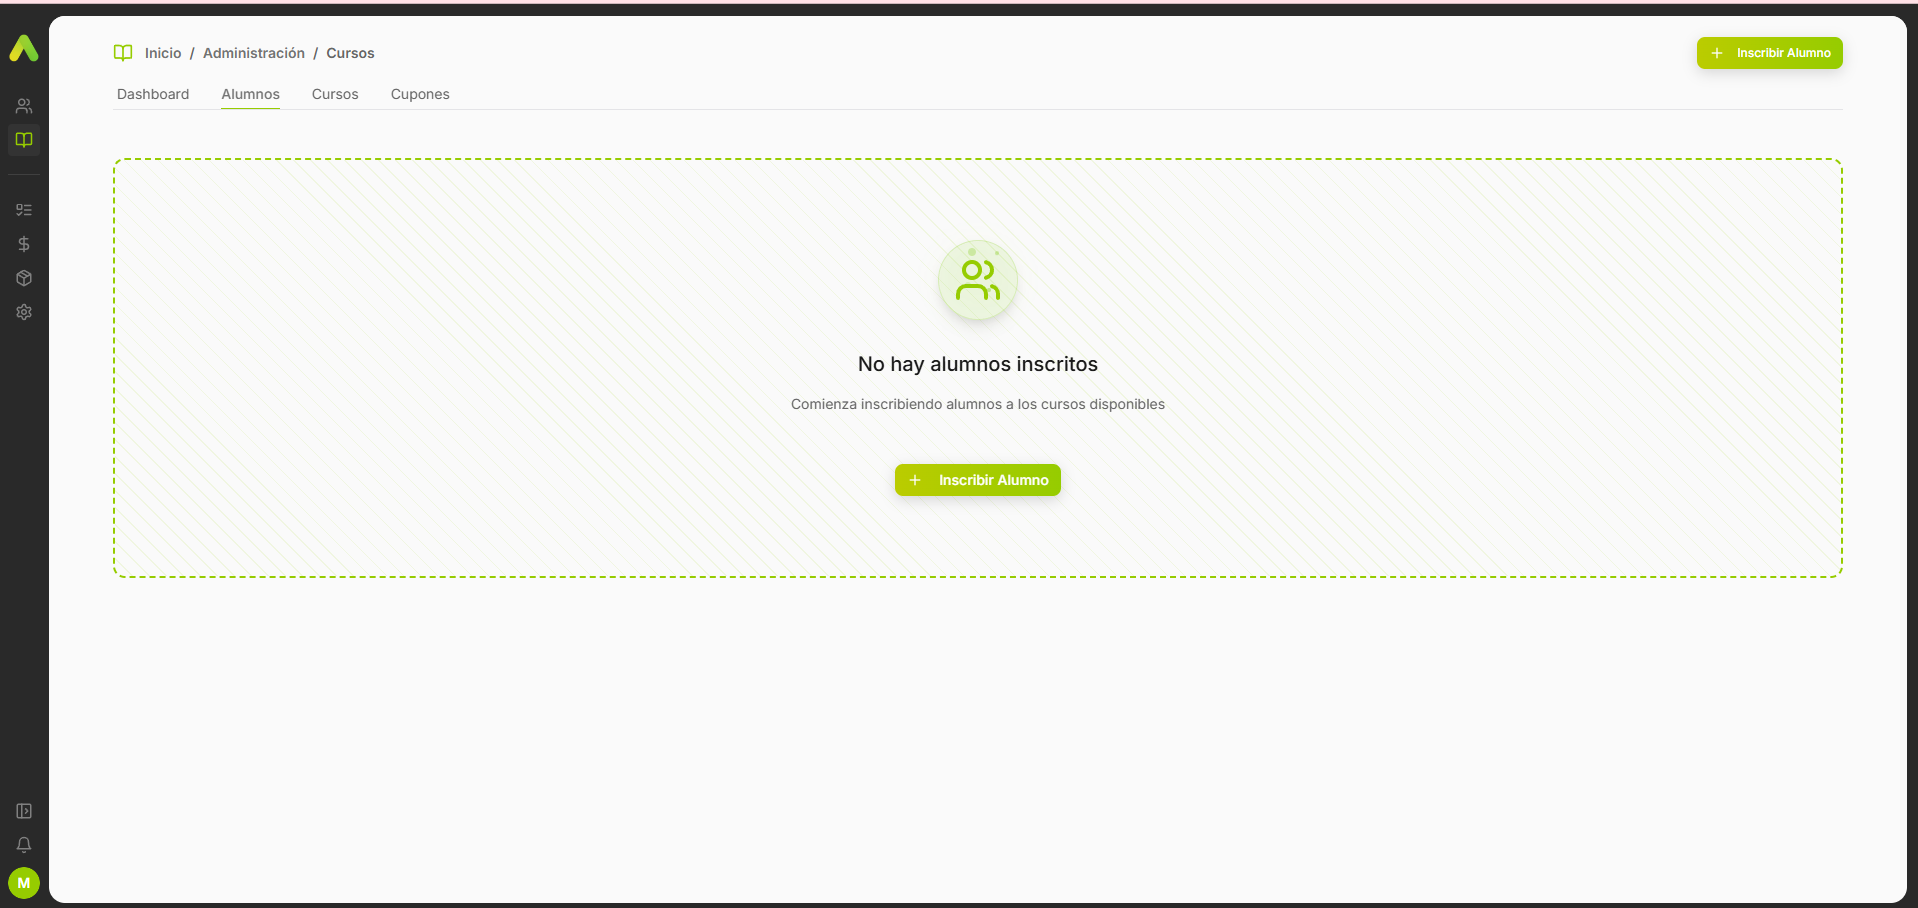 Inicio / Administración / Cursos
Inscribir Alumno
Dashboard Alumnos Cursos Cupones
No hay alumnos inscritos
Comienza inscribiendo alumnos a los cursos disponibles
Inscribir Alumno
M